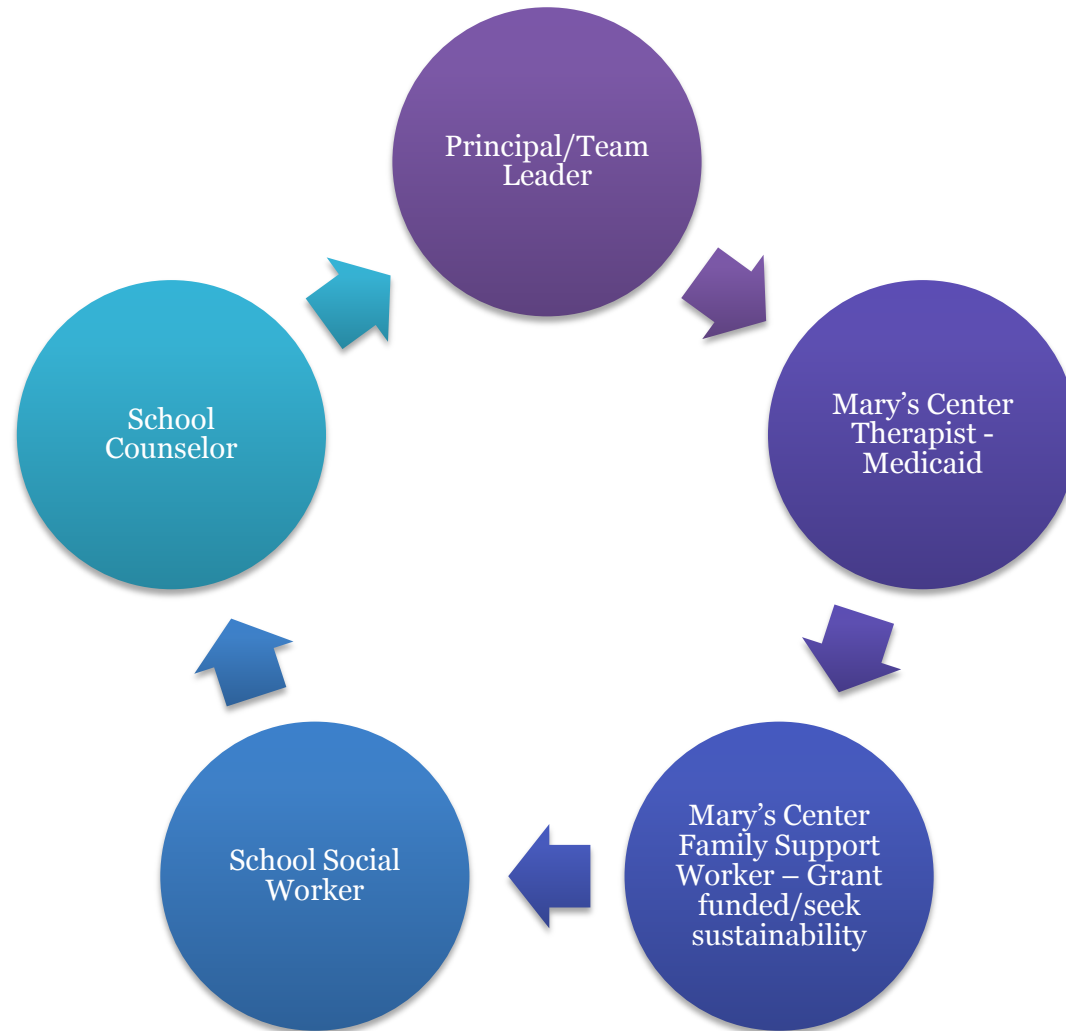 Principal/Team
Leader
Mary’s Center
Therapist -
Medicaid
Mary’s Center
Family Support
Worker – Grant
funded/seek
sustainability
School Social
Worker
School
Counselor